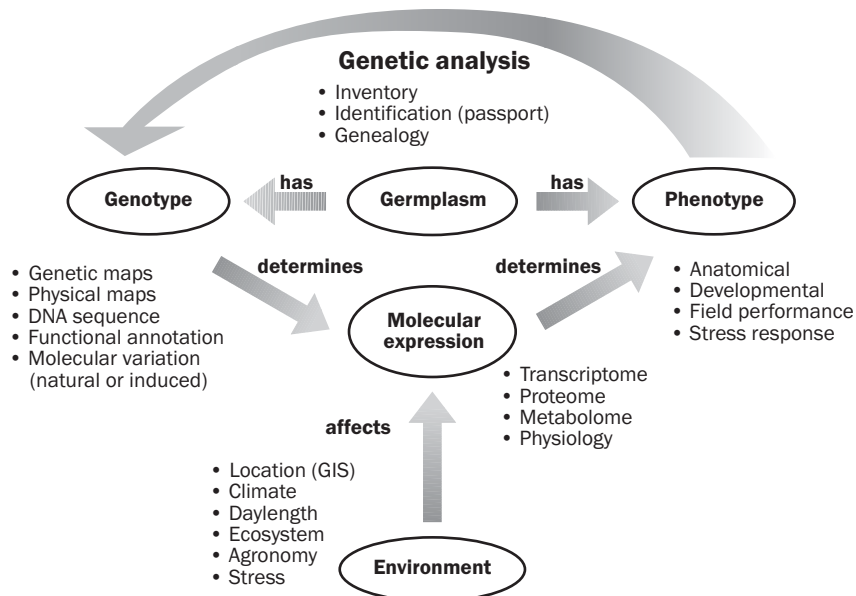 Genetic analysis
• Inventory
• Identification (passport)
• Genealogy
Genotype
has
Germplasm
has
Phenotype
• Genetic maps
• Physical maps
• DNA sequence
• Functional annotation
• Molecular variation
(natural or induced)
determines
Molecular
expression
determines
• Anatomical
• Developmental
• Field performance
• Stress response
• Transcriptome
• Proteome
• Metabolome
• Physiology
affects
• Location (GIS)
• Climate
• Daylength
• Ecosystem
• Agronomy
• Stress
Environment